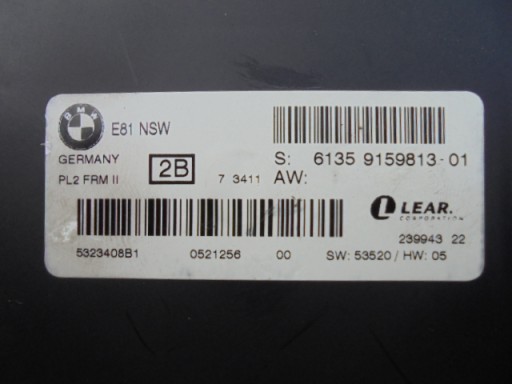 BMW
E81 NSW
GERMANY
PL2 FRM II
2B
7 3411
S: 6135 9159813-01
AW:
LEAR.
CORPORATION
239943 22
5323408B1 0521256 00 SW: 53520 / HW: 05